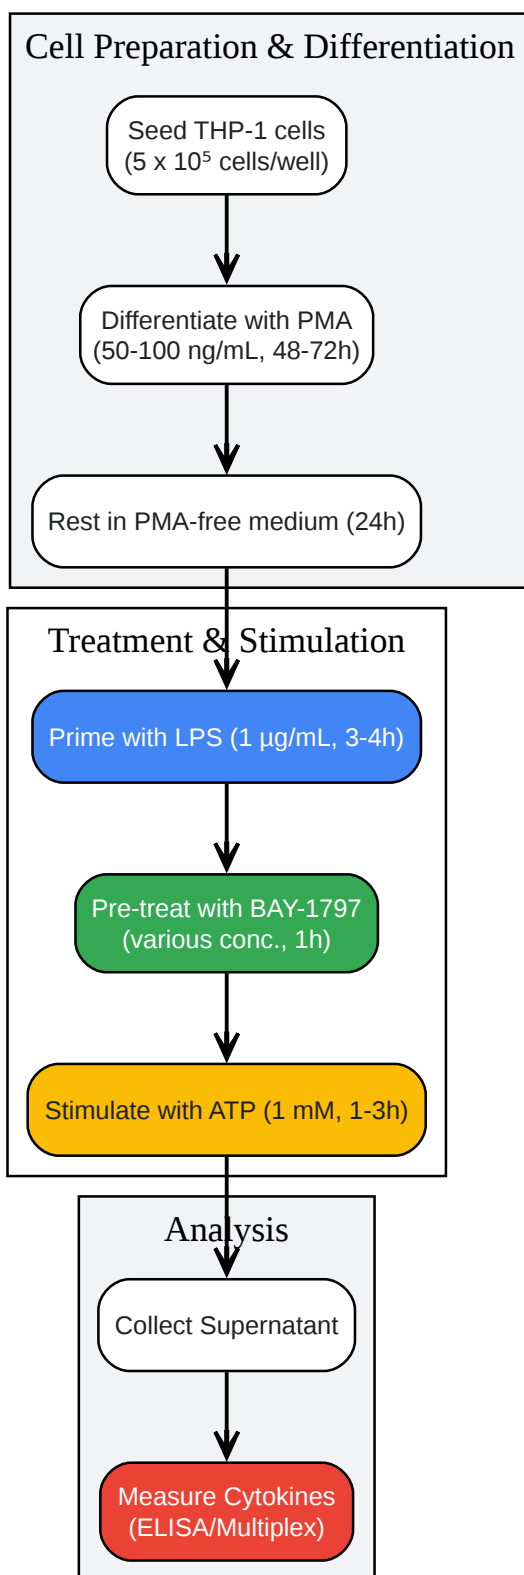 Cell Preparation & Differentiation
Seed THP-1 cells
(5 x 10⁵ cells/well)
Differentiate with PMA
(50-100 ng/mL, 48-72h)
Rest in PMA-free medium (24h)
Treatment & Stimulation
Prime with LPS (1 µg/mL, 3-4h)
Pre-treat with BAY-1797
(various conc., 1h)
Stimulate with ATP (1 mM, 1-3h)
Analysis
Collect Supernatant
Measure Cytokines
(ELISA/Multiplex)